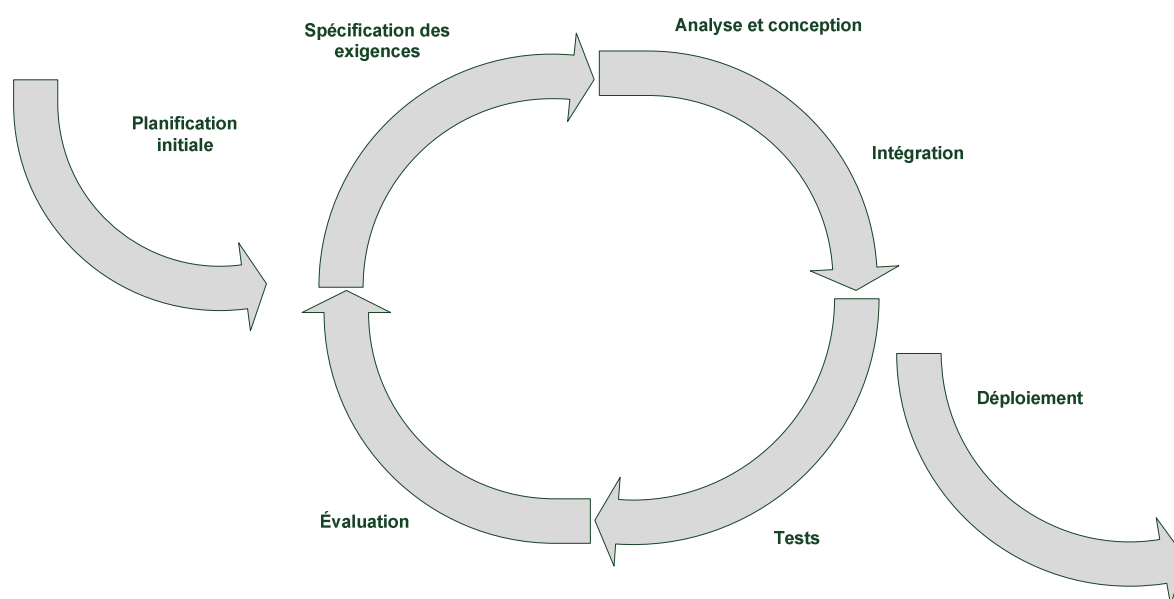 Spécification des
exigences
Analyse et conception
Planification
initiale
Intégration
Déploiement
Évaluation
Tests